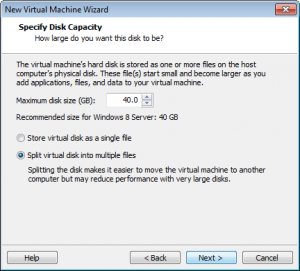 New Virtual Machine Wizard
Specify Disk Capacity
How large do you want this disk to be?
The virtual machine's hard disk is stored as one or more files on the host
computer's physical disk. These file(s) start small and become larger as you
add applications, files, and data to your virtual machine.
Maximum disk size (GB): 40.0
Recommended size for Windows 8 Server: 40 GB
Store virtual disk as a single file
Split virtual disk into multiple files
Splitting the disk makes it easier to move the virtual machine to another
computer but may reduce performance with very large disks.
Help < Back Next > Cancel